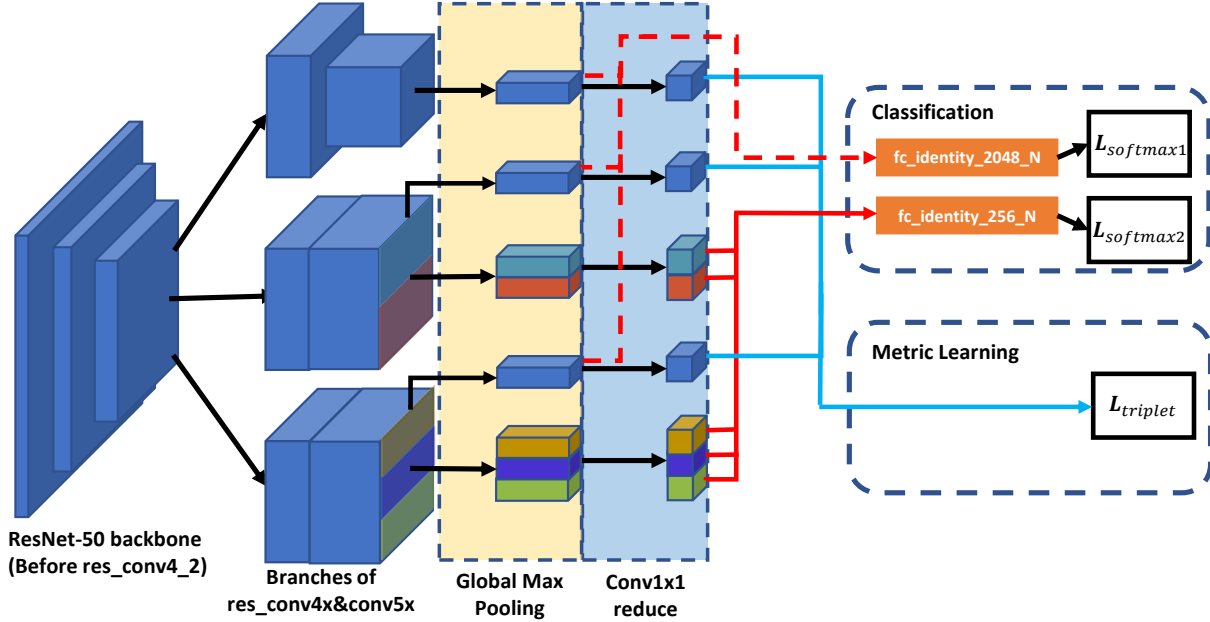 Classification
fc_identity_2048_N
L_softmax1
fc_identity_256_N
L_softmax2
Metric Learning
L_triplet
ResNet-50 backbone
(Before res_conv4_2)
Branches of
res_conv4x&conv5x
Global Max
Pooling
Conv1x1
reduce